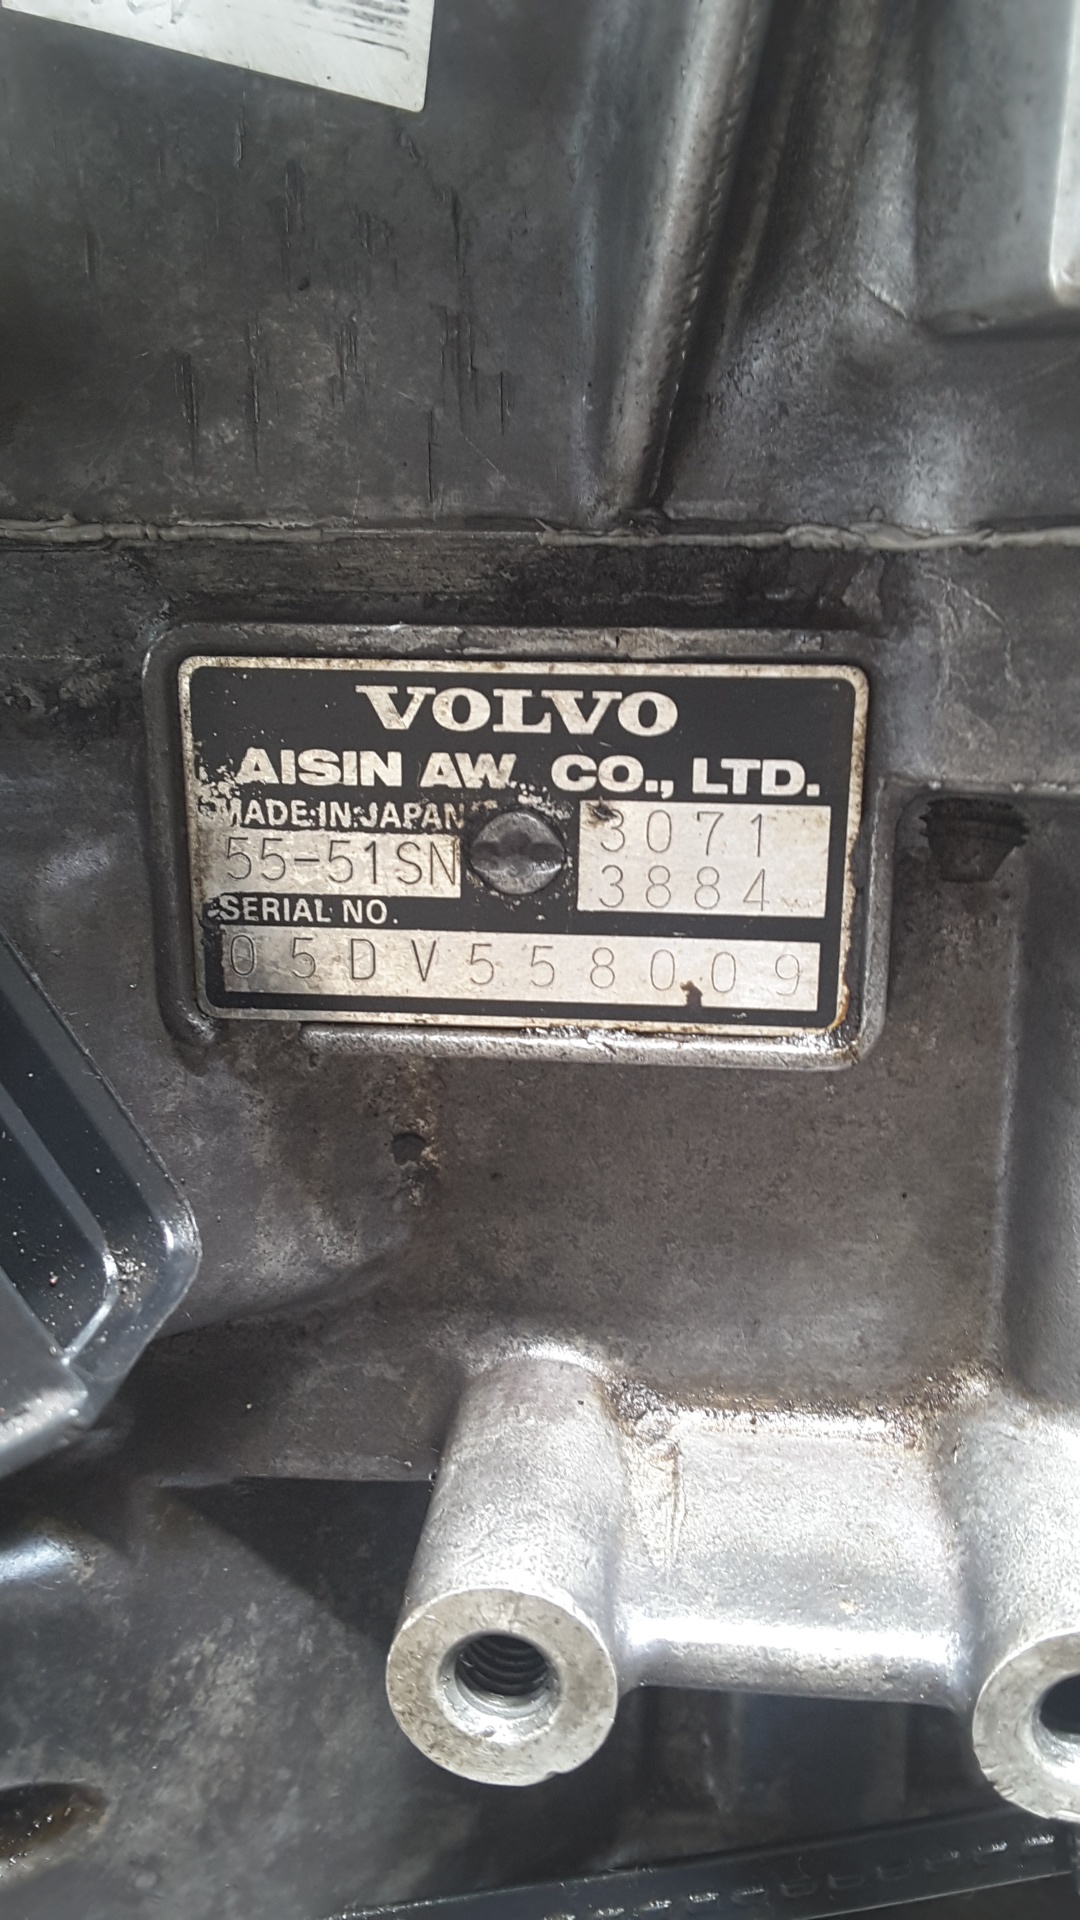 VOLVO
AISIN AW. CO., LTD.
MADE IN JAPAN
55-51SN
3071
3884
SERIAL NO.
05DV558009